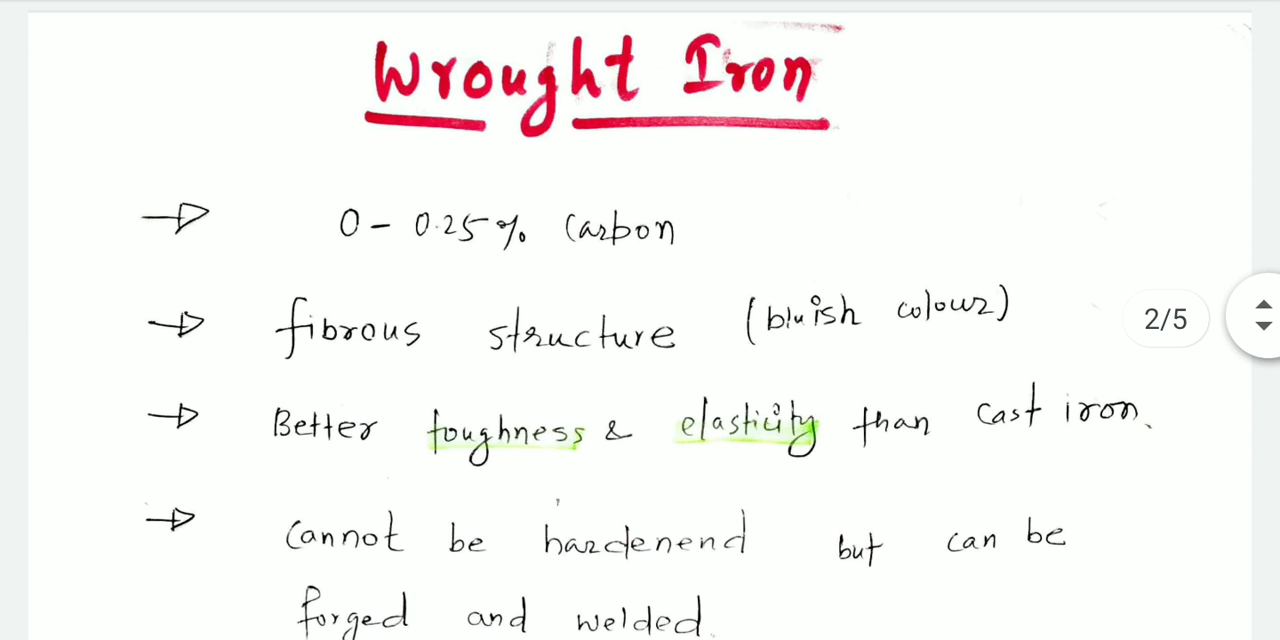 Wrought Iron
→ 0 - 0.25% Carbon
→ fibrous structure (bluish colour)
→ Better toughness & elasticity than cast iron.
→ Cannot be hardenend but can be
forged and welded.
2/5